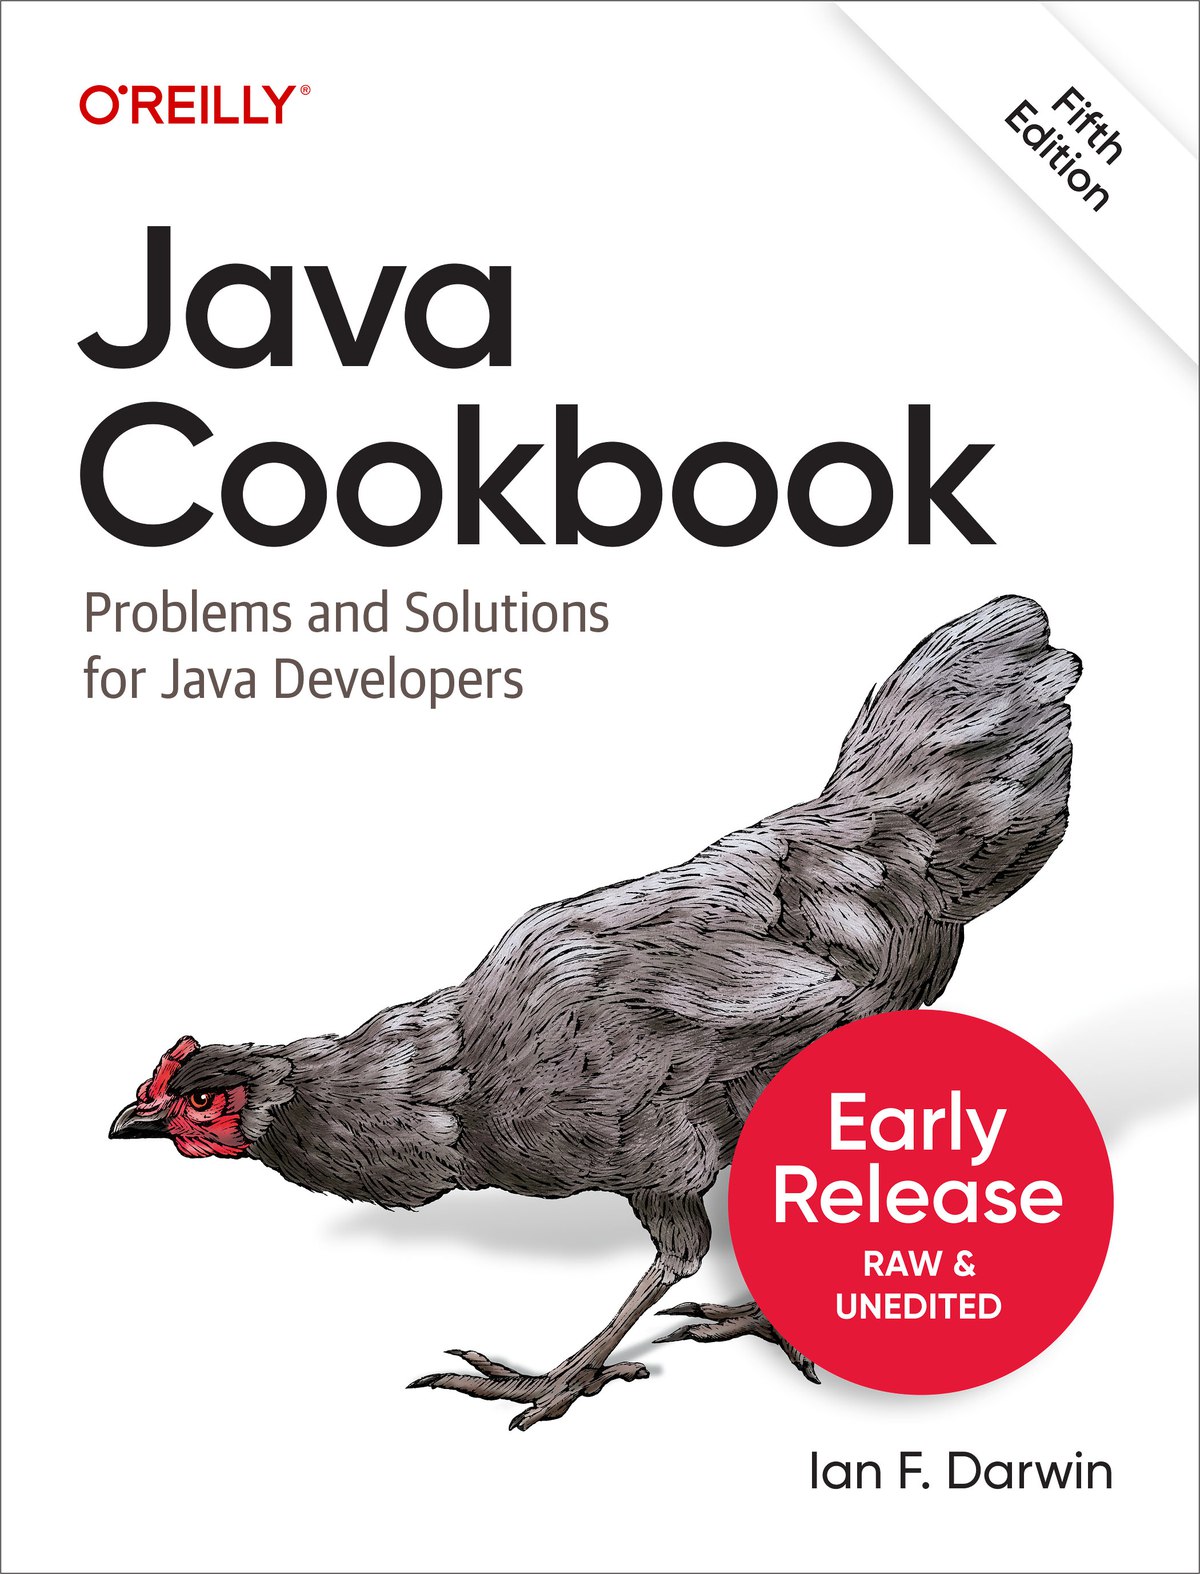 O'REILLY®
Fifth
Edition
Java
Cookbook
Problems and Solutions
for Java Developers
Early
Release
RAW &
UNEDITED
Ian F. Darwin